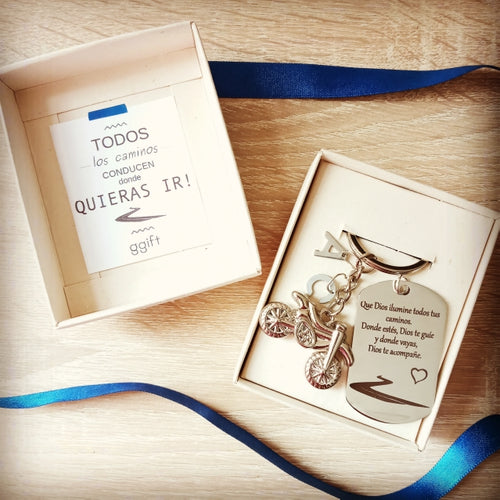 TODOS
los caminos
CONDUCEN
donde
QUIERAS IR!
ggift
A
C
Que Dios ilumine todos tus
caminos.
Donde estés, Dios te guíe
y donde vayas,
Dios te acompañe.